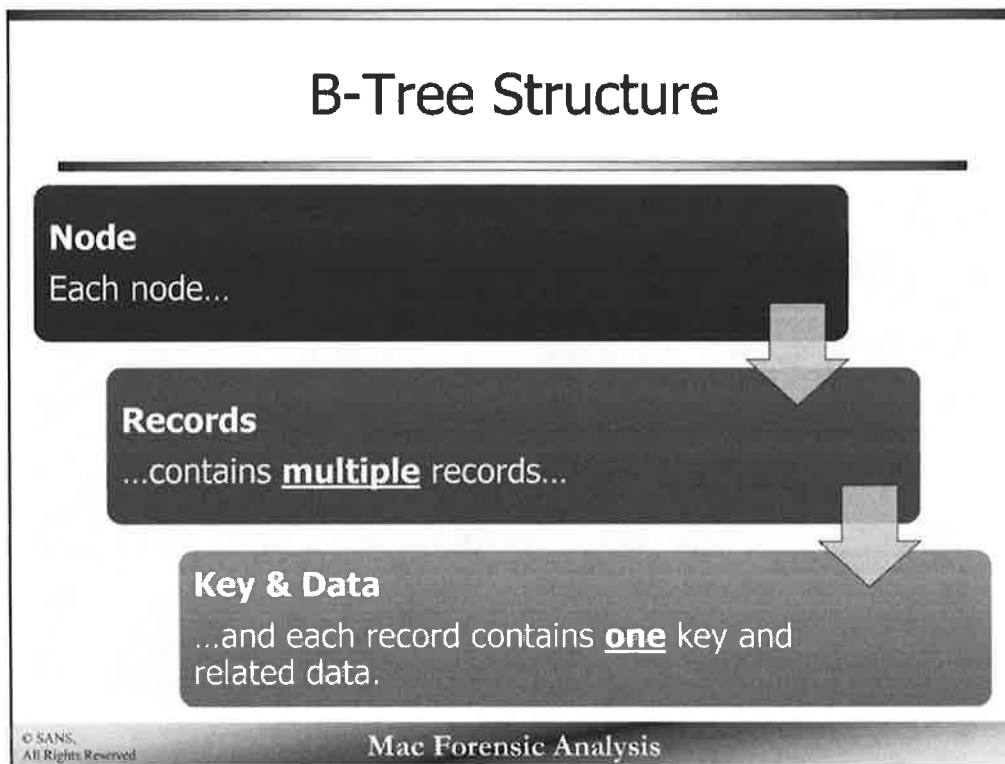 B-Tree Structure
Node
Each node...
Records
...contains multiple records...
Key & Data
...and each record contains one key and
related data.
© SANS,
All Rights Reserved
Mac Forensic Analysis